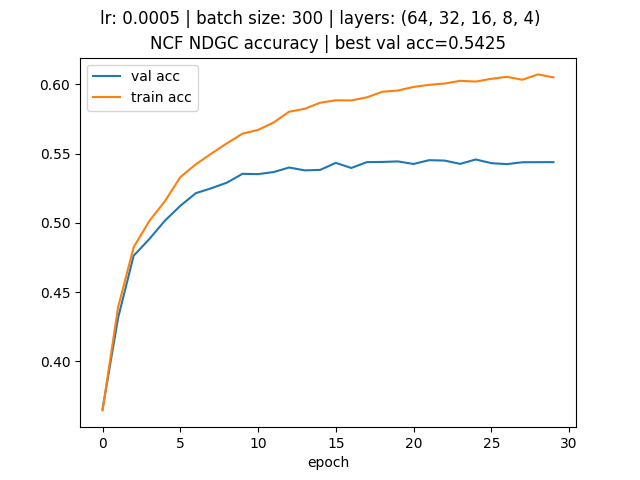 lr: 0.0005 | batch size: 300 | layers: (64, 32, 16, 8, 4)
NCF NDGC accuracy | best val acc=0.5425
val acc
train acc
0.60
0.55
0.50
0.45
0.40
0 5 10 15 20 25 30
epoch